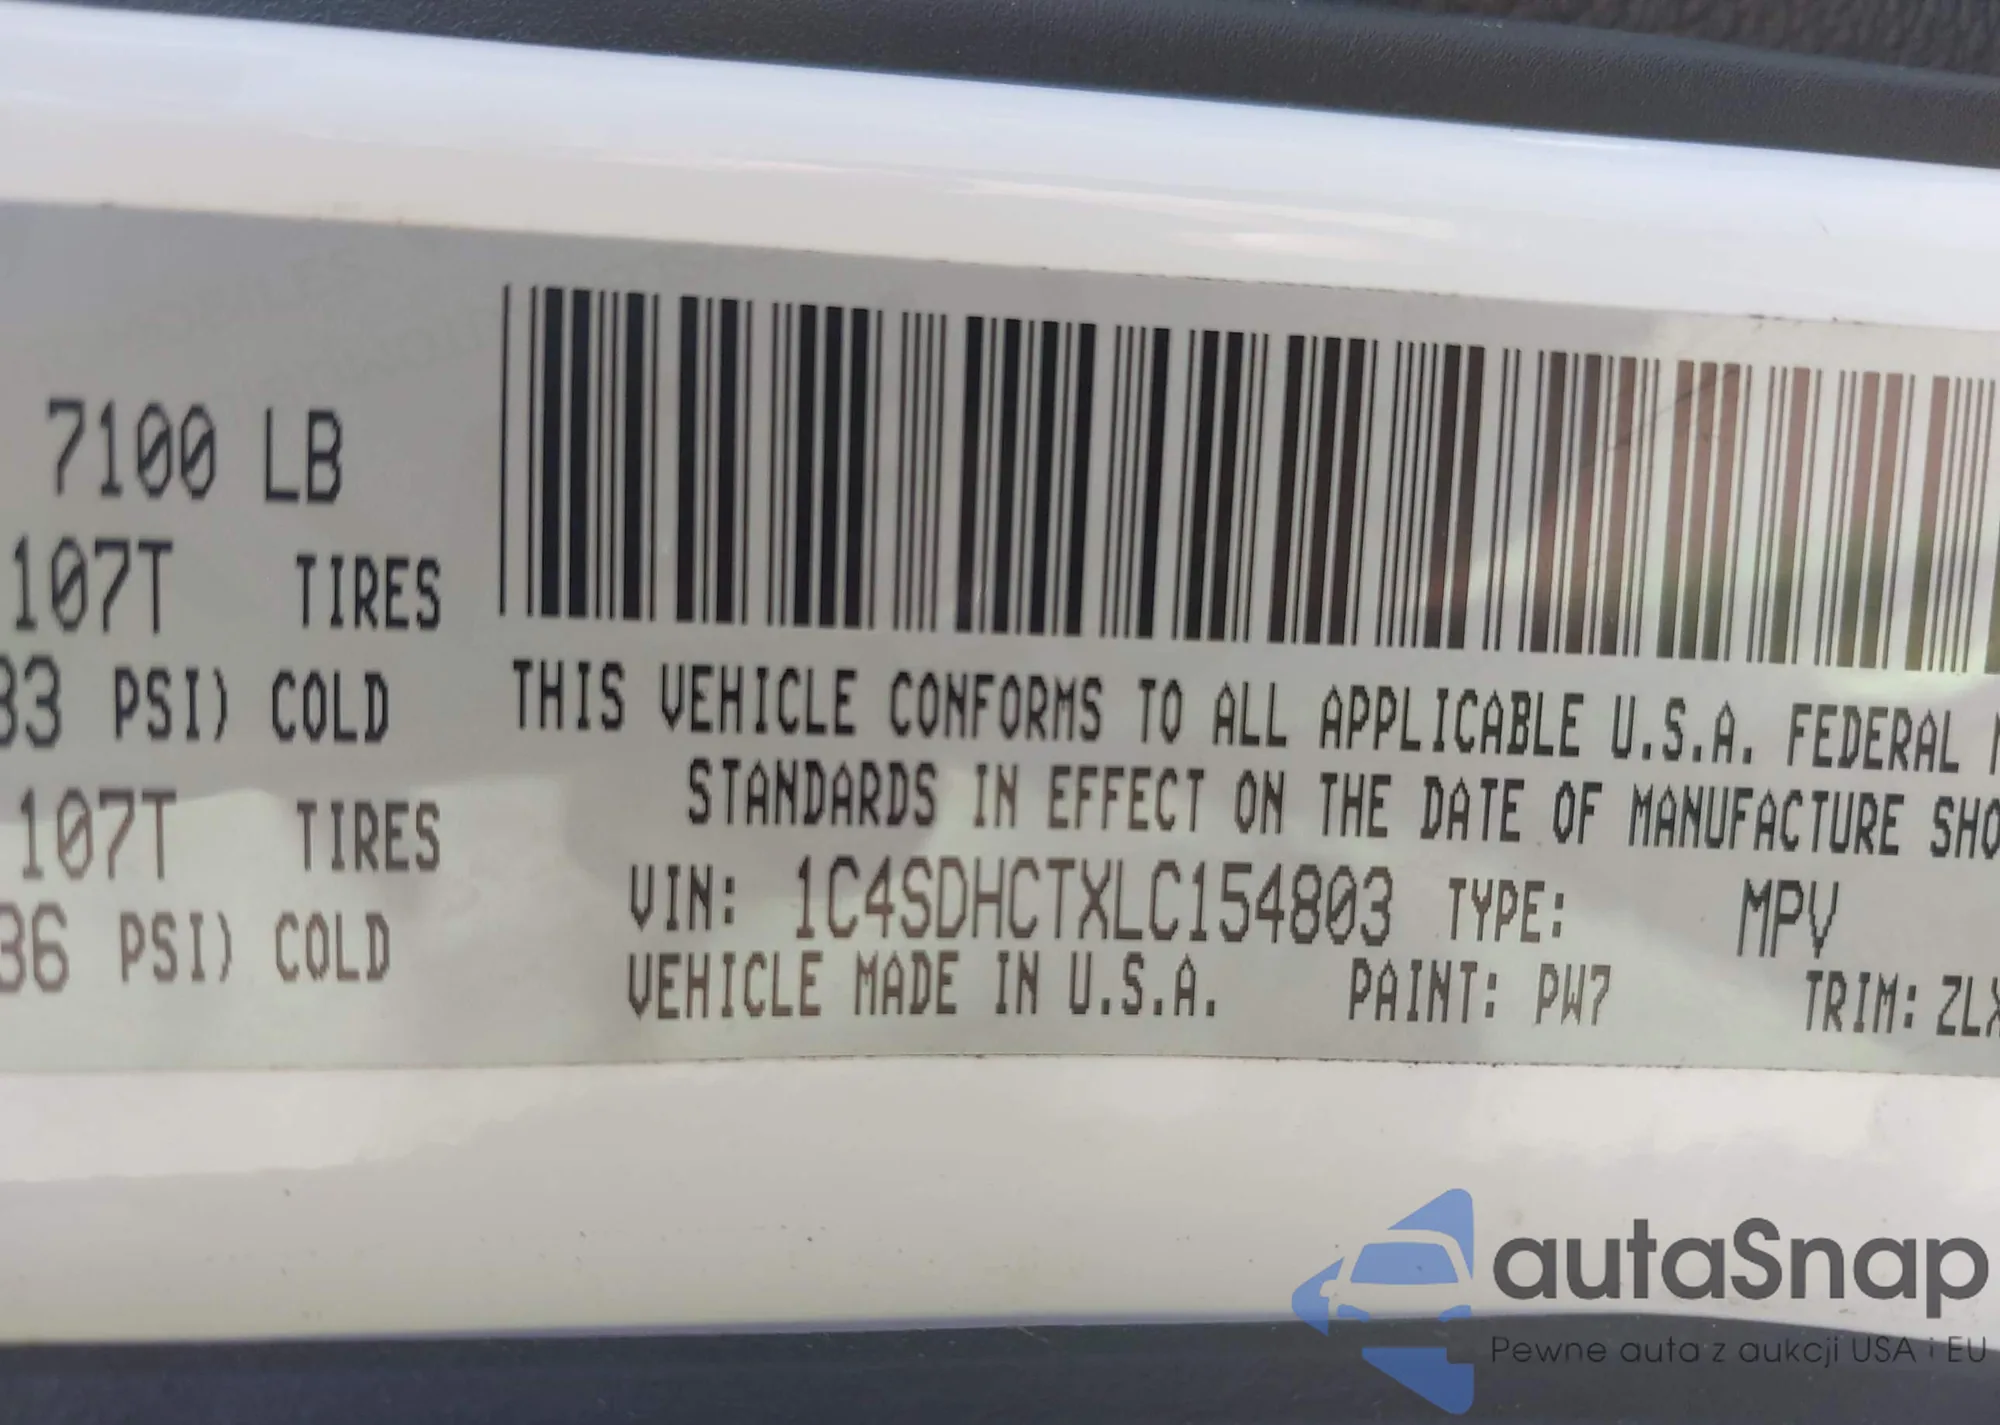 7100 LB
107T TIRES
33 PSI) COLD
107T TIRES
36 PSI) COLD
THIS VEHICLE CONFORMS TO ALL APPLICABLE U.S.A. FEDERAL
STANDARDS IN EFFECT ON THE DATE OF MANUFACTURE SHO
VIN: 1C4SDHCTXLC154803 TYPE: MPV
VEHICLE MADE IN U.S.A. PAINT: PW7 TRIM: ZLX
autaSnap
Pewne auta z aukcji USA i EU